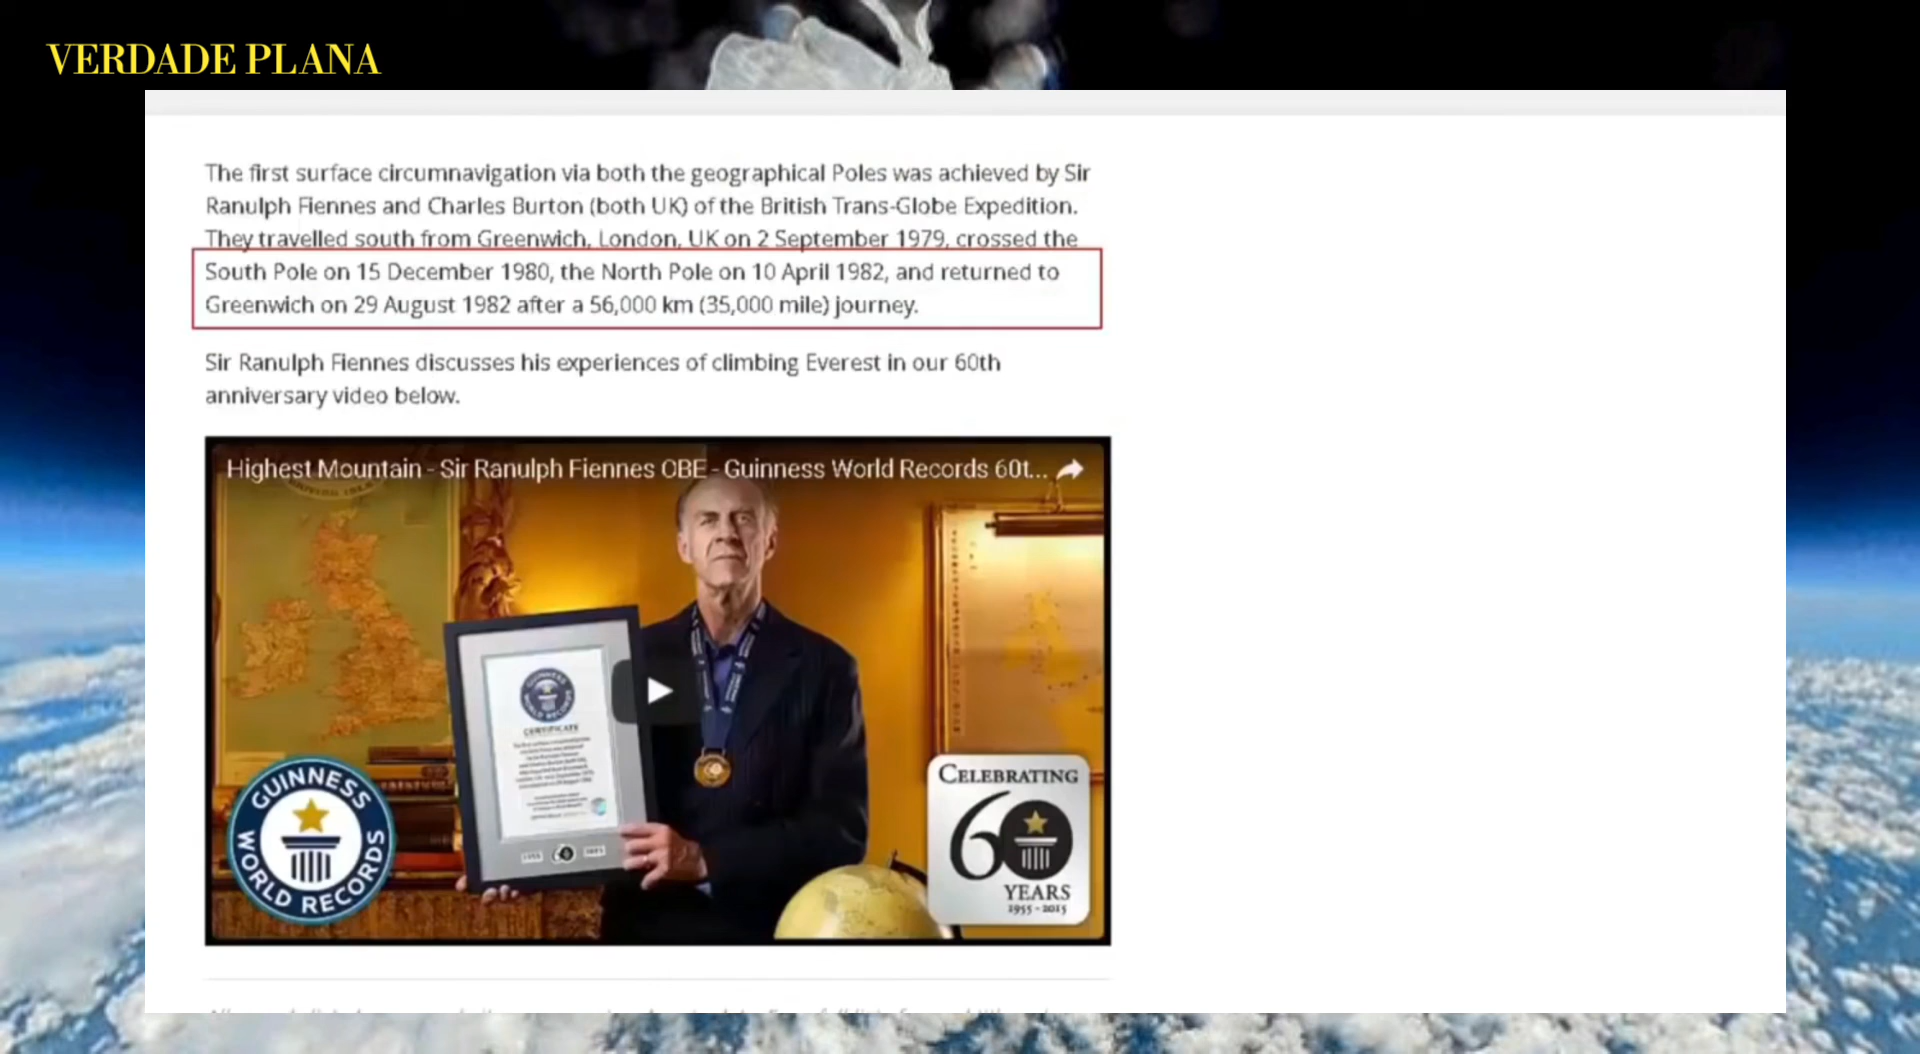 VERDADE PLANA
The first surface circumnavigation via both the geographical Poles was achieved by Sir
Ranulph Fiennes and Charles Burton (both UK) of the British Trans-Globe Expedition.
They travelled south from Greenwich, London, UK on 2 September 1979, crossed the
South Pole on 15 December 1980, the North Pole on 10 April 1982, and returned to
Greenwich on 29 August 1982 after a 56,000 km (35,000 mile) journey.
Sir Ranulph Fiennes discusses his experiences of climbing Everest in our 60th
anniversary video below.
Highest Mountain - Sir Ranulph Fiennes OBE - Guinness World Records 60t...
GUINNESS
WORLD RECORDS
CERTIFICATE
GUINNESS
WORLD RECORDS
CELEBRATING
60
YEARS
1955 - 2015